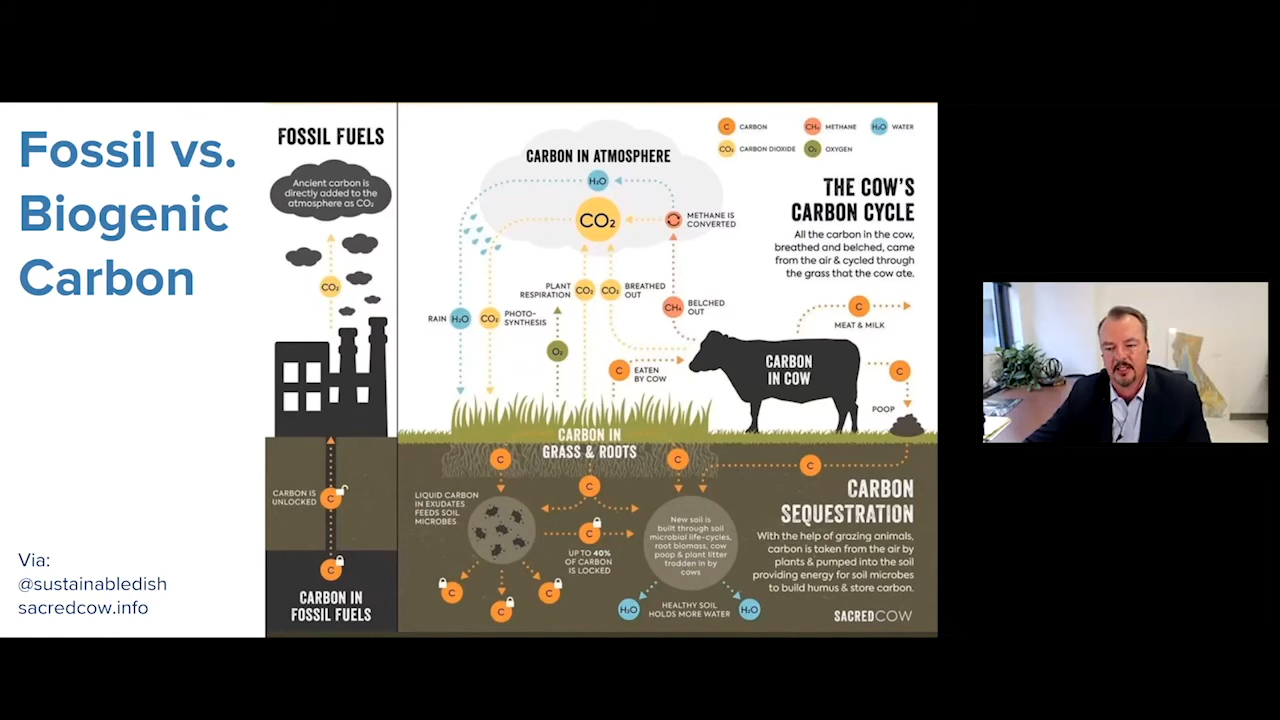 Fossil vs.
Biogenic
Carbon
Via:
@sustainabledish
sacredcow.info
FOSSIL FUELS
Ancient carbon is
directly added to the
atmosphere as CO₂
CO₂
CARBON IS
UNLOCKED
C
C
CARBON IN
FOSSIL FUELS
C CARBON
CH₄ METHANE
H₂O WATER
CO₂ CARBON DIOXIDE
O₂ OXYGEN
CARBON IN ATMOSPHERE
H₂O
CO₂
METHANE IS
CONVERTED
THE COW'S
CARBON CYCLE
All the carbon in the cow,
breathed and belched, came
from the air & cycled through
the grass that the cow ate.
PLANT
RESPIRATION
CO₂
CO₂
BREATHED
OUT
CH₄
BELCHED
OUT
RAIN
H₂O
CO₂
PHOTO-
SYNTHESIS
O₂
C
EATEN
BY COW
C
MEAT & MILK
CARBON
IN COW
C
POOP
CARBON IN
GRASS & ROOTS
C
C
C
C
LIQUID CARBON
IN EXUDATES
FEEDS SOIL
MICROBES
C
UP TO 40%
OF CARBON
IS LOCKED
New soil is
built through soil
microbial life-cycles,
root biomass, cow
poop & plant litter
trodden in by
cows
C
C
C
H₂O
HEALTHY SOIL
HOLDS MORE WATER
H₂O
CARBON
SEQUESTRATION
With the help of grazing animals,
carbon is taken from the air by
plants & pumped into the soil
providing energy for soil microbes
to build humus & store carbon.
SACREDCOW